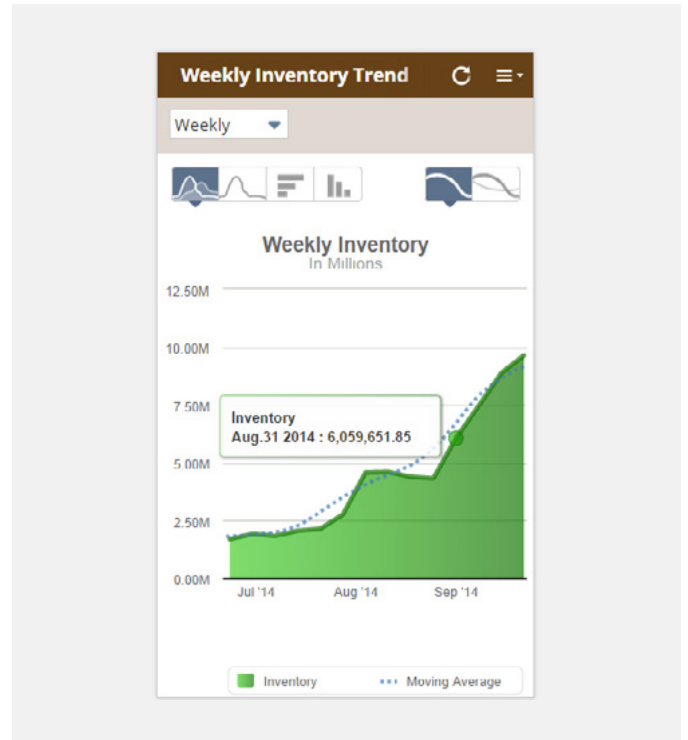 Weekly Inventory Trend
Weekly
Weekly Inventory
In Millions
12.50M
10.00M
7.50M
Inventory
Aug.31 2014 : 6,059,651.85
5.00M
2.50M
0.00M
Jul '14 Aug '14 Sep '14
Inventory Moving Average